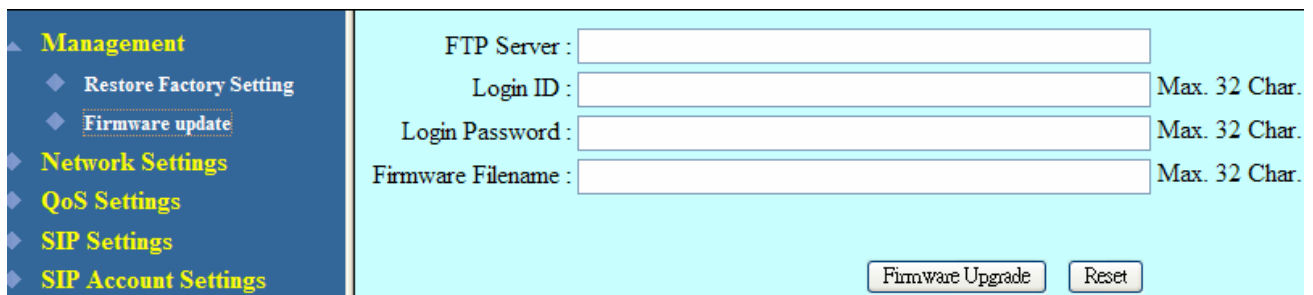 Management
Restore Factory Setting
Firmware update
Network Settings
QoS Settings
SIP Settings
SIP Account Settings
FTP Server :
Login ID : Max. 32 Char.
Login Password : Max. 32 Char.
Firmware Filename : Max. 32 Char.
Firmware Upgrade Reset